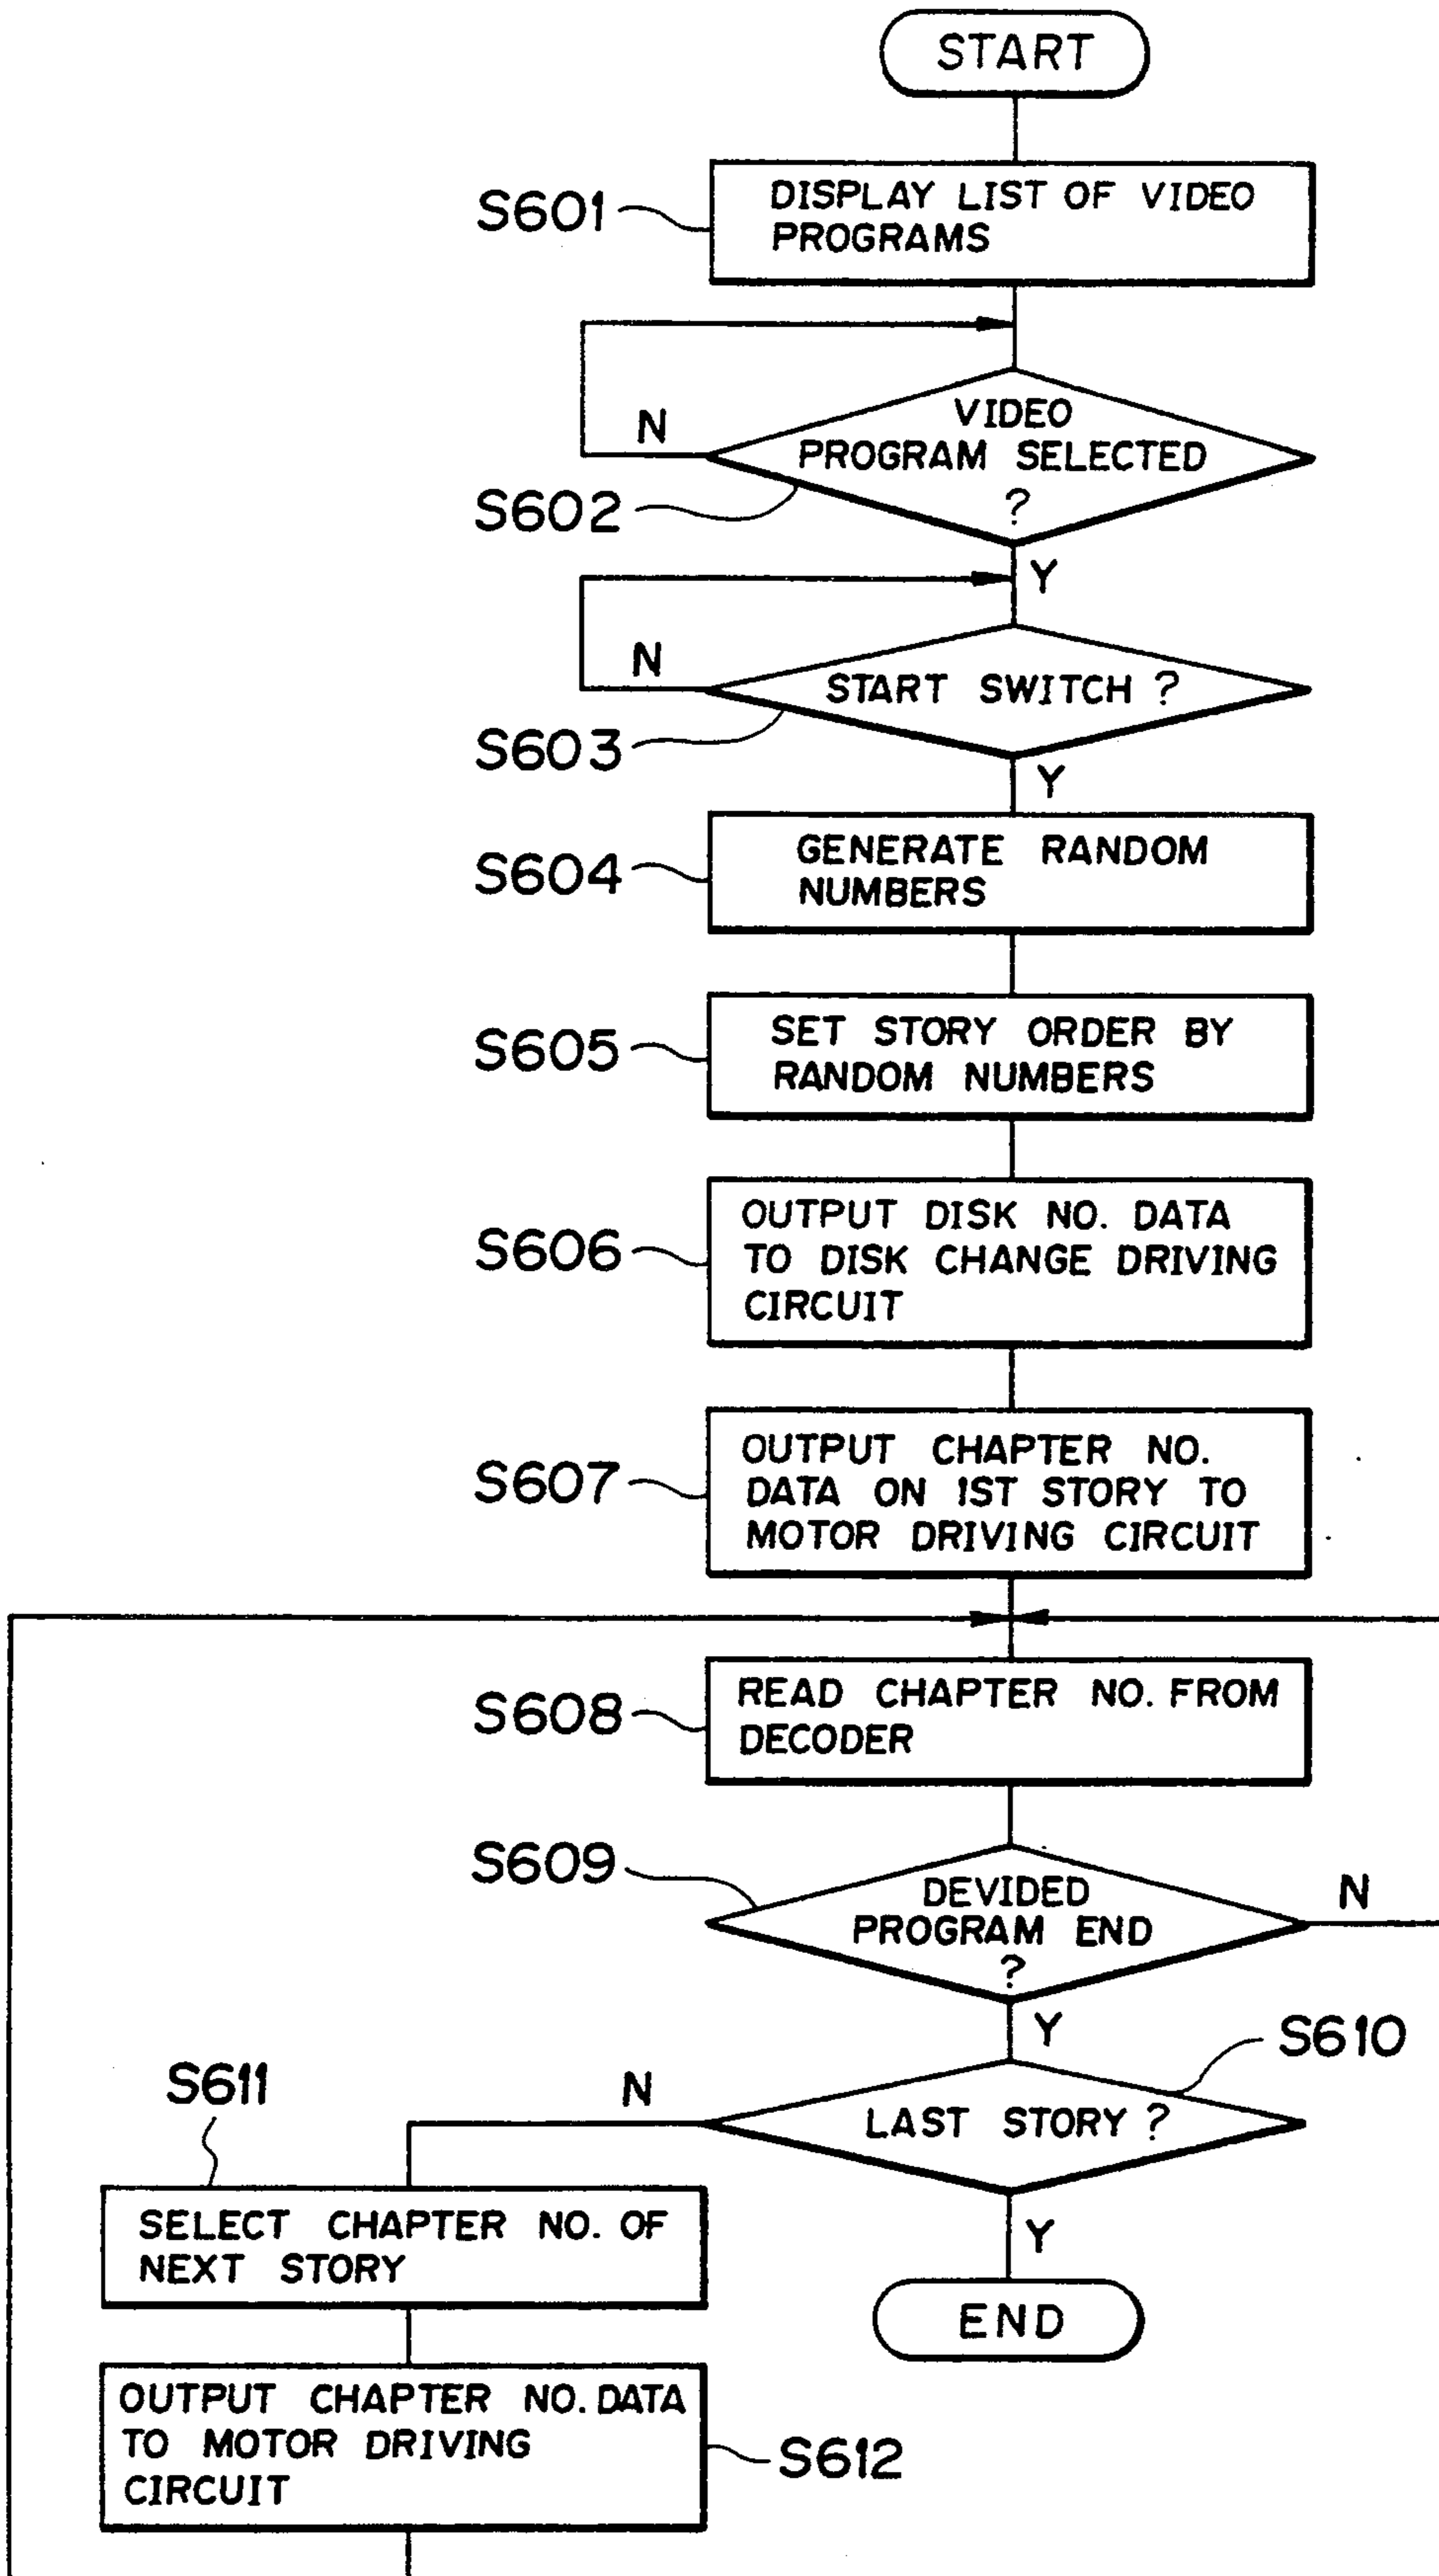 START
S601
DISPLAY LIST OF VIDEO
PROGRAMS
N
VIDEO
PROGRAM SELECTED
?
S602
Y
N
START SWITCH ?
S603
Y
S604
GENERATE RANDOM
NUMBERS
S605
SET STORY ORDER BY
RANDOM NUMBERS
S606
OUTPUT DISK NO. DATA
TO DISK CHANGE DRIVING
CIRCUIT
S607
OUTPUT CHAPTER NO.
DATA ON 1ST STORY TO
MOTOR DRIVING CIRCUIT
S608
READ CHAPTER NO. FROM
DECODER
S609
DEVIDED
PROGRAM END
?
N
Y
S610
LAST STORY ?
N
S611
Y
SELECT CHAPTER NO. OF
NEXT STORY
END
OUTPUT CHAPTER NO. DATA
TO MOTOR DRIVING
CIRCUIT
S612